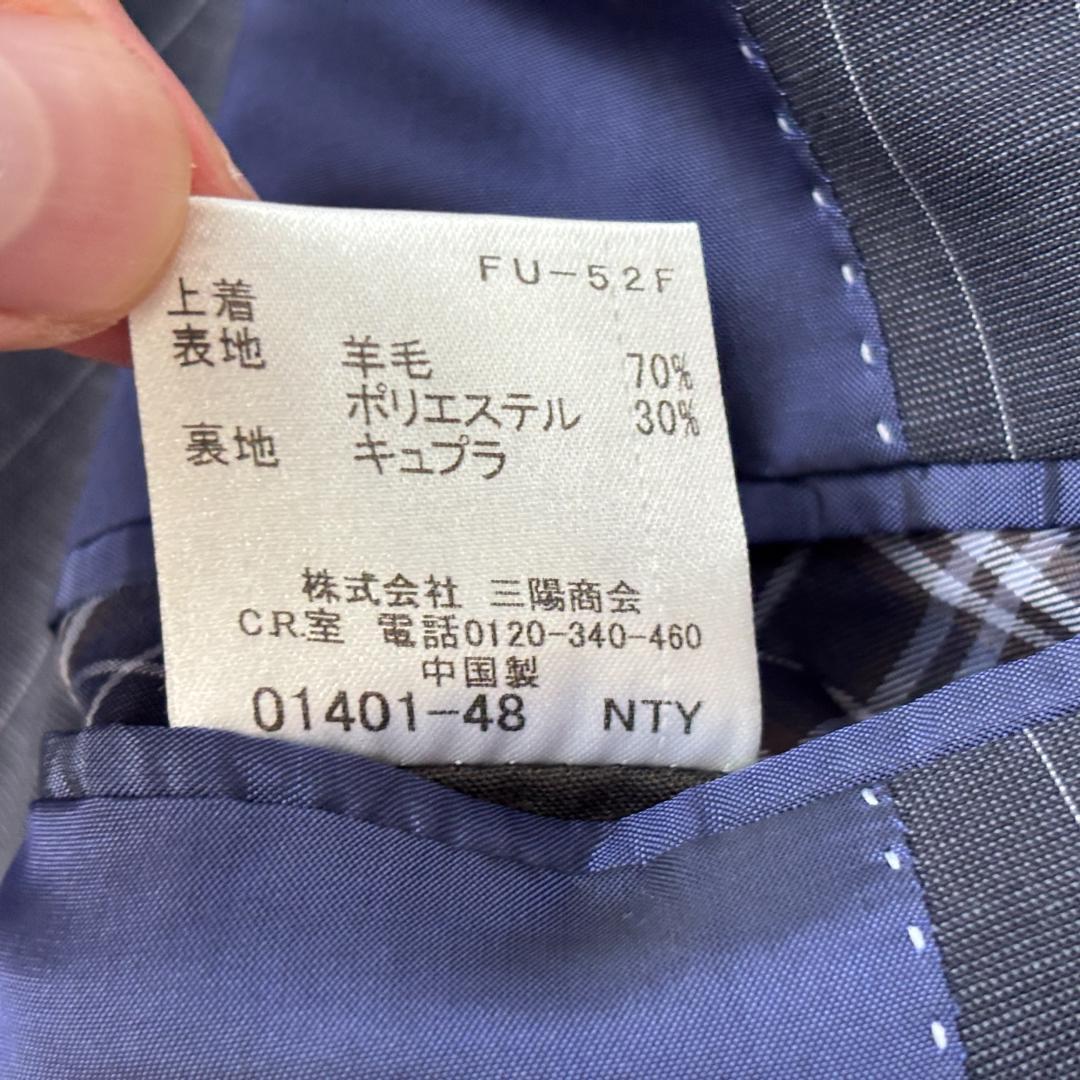 FU-52F
上着
表地 羊毛 70%
ポリエステル 30%
裏地 キュプラ
株式会社 三陽商会
C.R.室 電話0120-340-460
中国製
01401-48 NTY